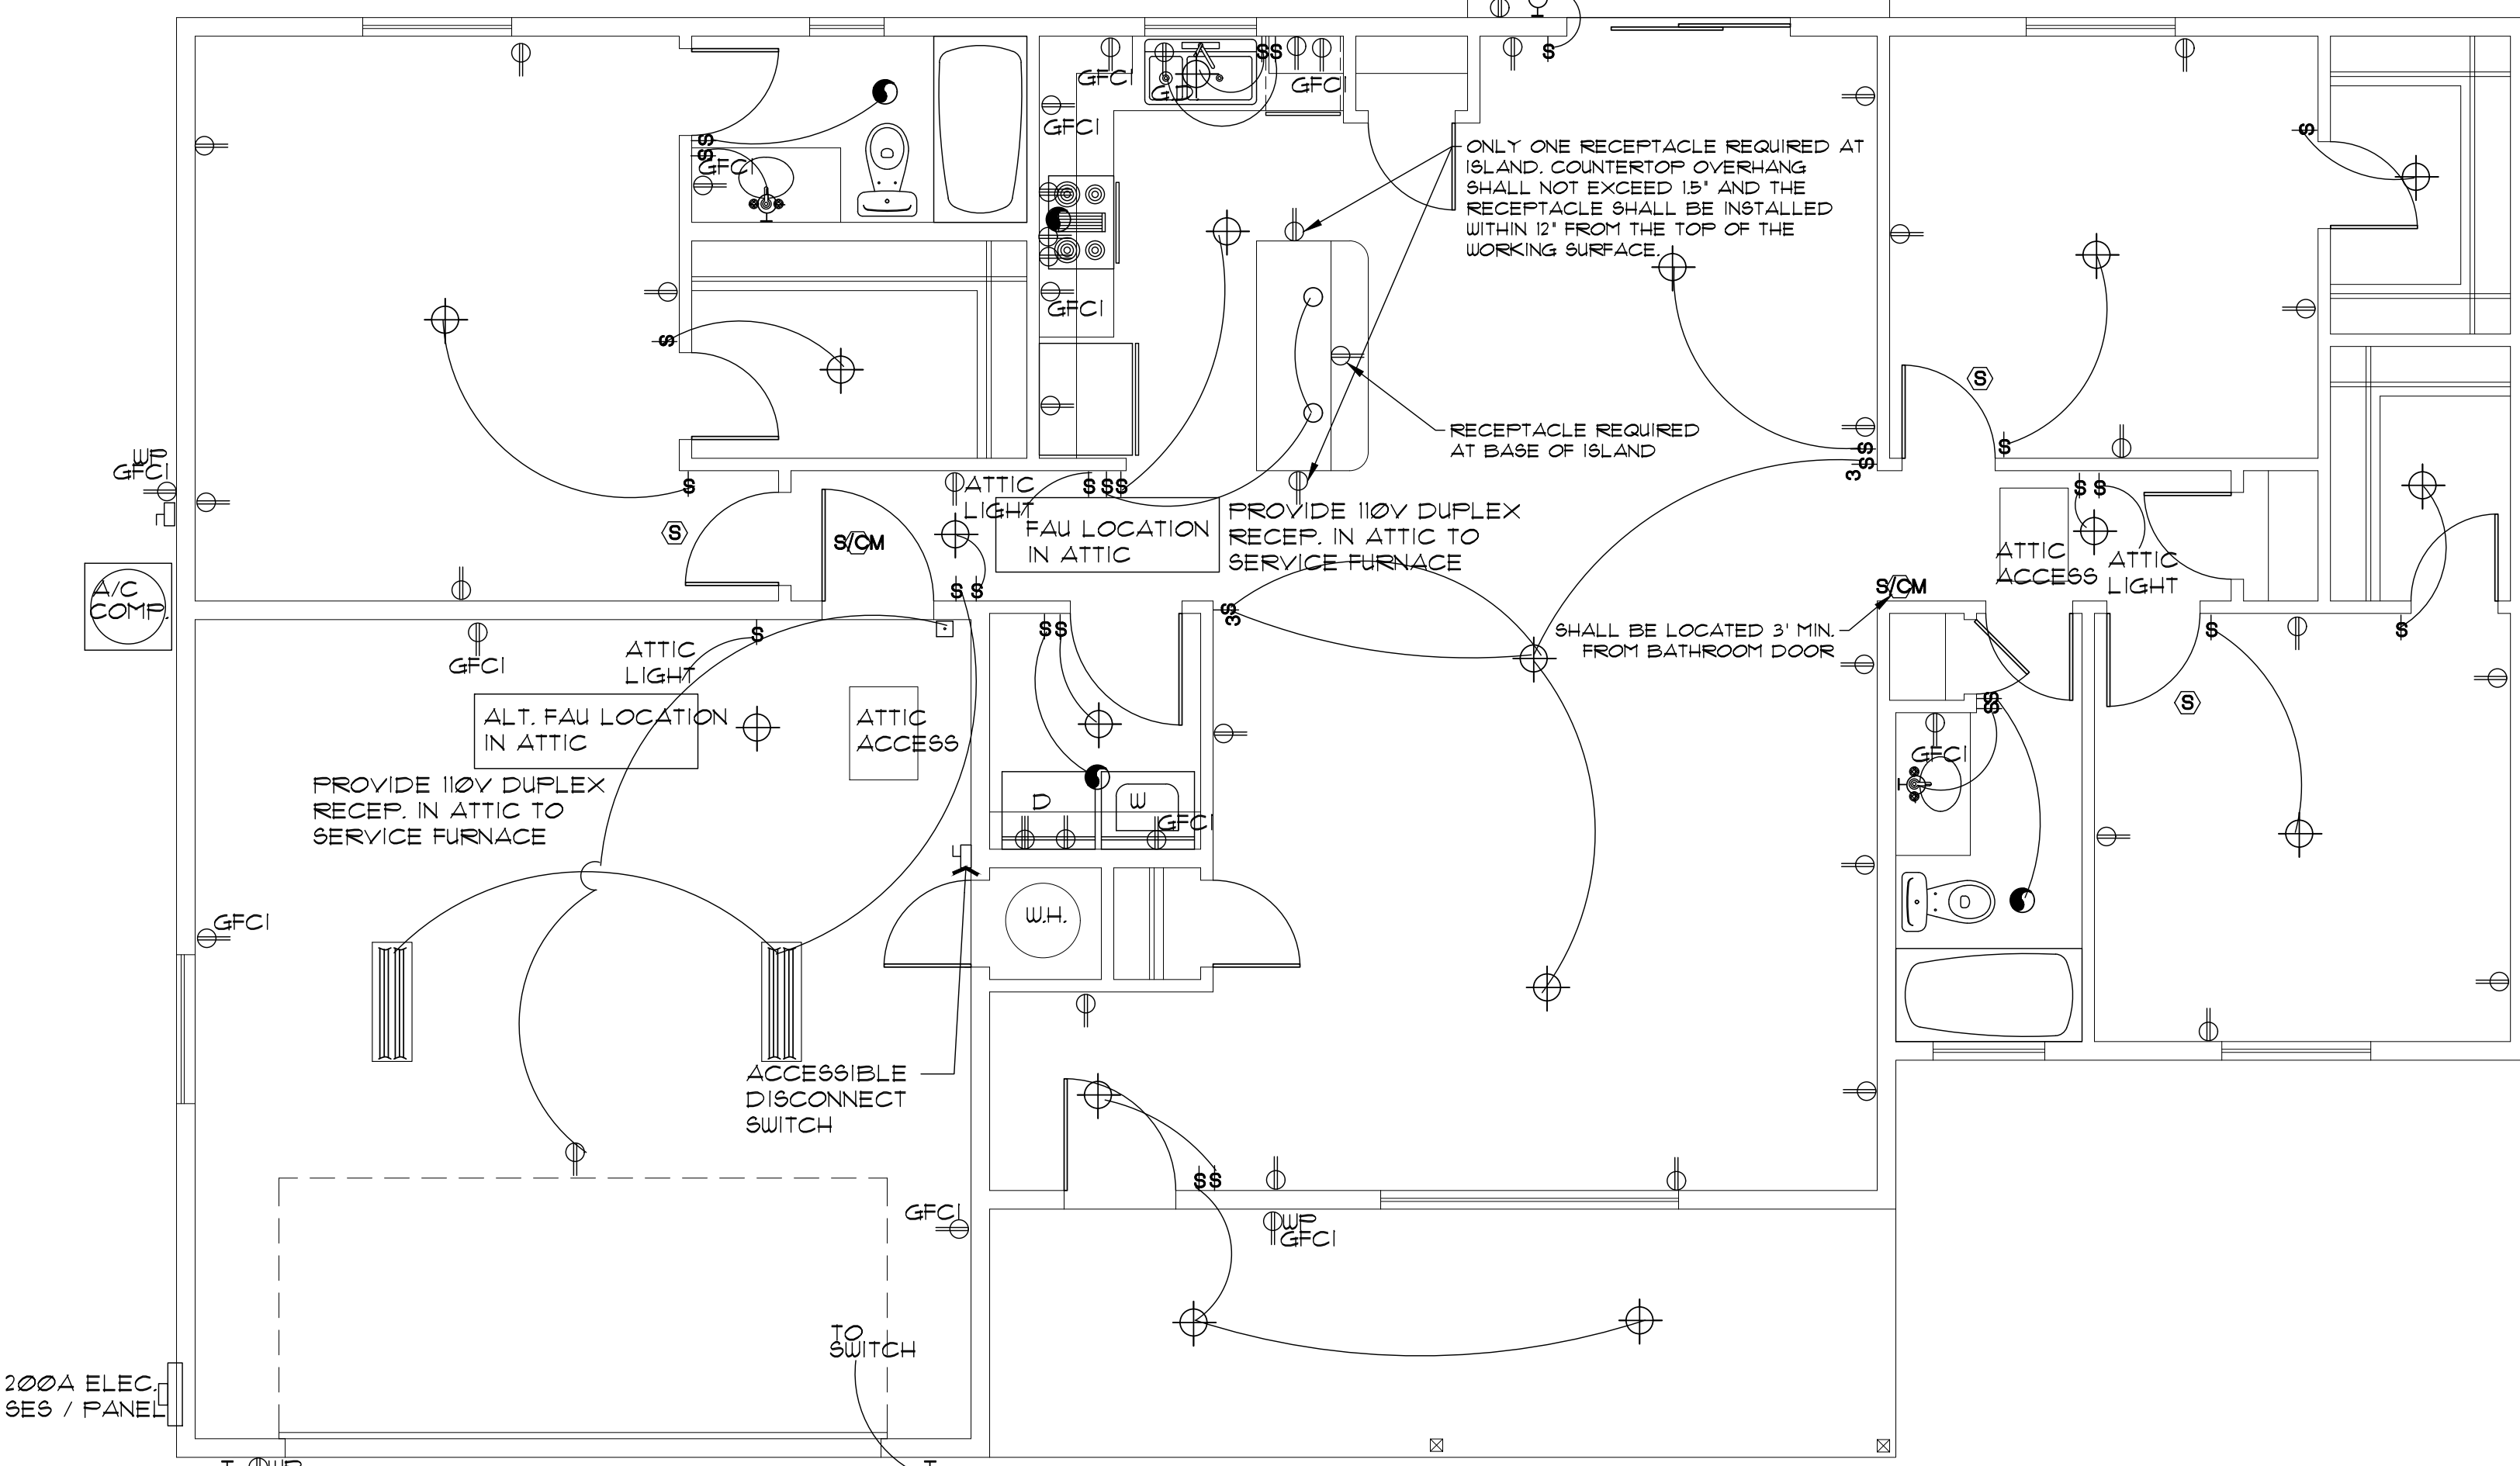 GFCI
G.D.
GFCI
GFCI
GFCI
GFCI
$$
$
$
$
$
$
ONLY ONE RECEPTACLE REQUIRED AT
ISLAND. COUNTERTOP OVERHANG
SHALL NOT EXCEED 15" AND THE
RECEPTACLE SHALL BE INSTALLED
WITHIN 12" FROM THE TOP OF THE
WORKING SURFACE.
$
S
RECEPTACLE REQUIRED
AT BASE OF ISLAND
$
$
3$
$
WP
GFCI
$
ATTIC
LIGHT
$$$
$$
S
S/CM
FAU LOCATION
IN ATTIC
PROVIDE 110V DUPLEX
RECEP. IN ATTIC TO
SERVICE FURNACE
ATTIC
ACCESS
ATTIC
LIGHT
A/C
COMP.
$$
S/CM
3$
SHALL BE LOCATED 3' MIN.
FROM BATHROOM DOOR
GFCI
$
ATTIC
LIGHT
$$
$
$
S
$$
ALT. FAU LOCATION
IN ATTIC
ATTIC
ACCESS
GFCI
PROVIDE 110V DUPLEX
RECEP. IN ATTIC TO
SERVICE FURNACE
D
W
GFCI
GFCI
W.H.
ACCESSIBLE
DISCONNECT
SWITCH
$$
GFCI
WP
GFCI
TO
SWITCH
200A ELEC.
SES / PANEL